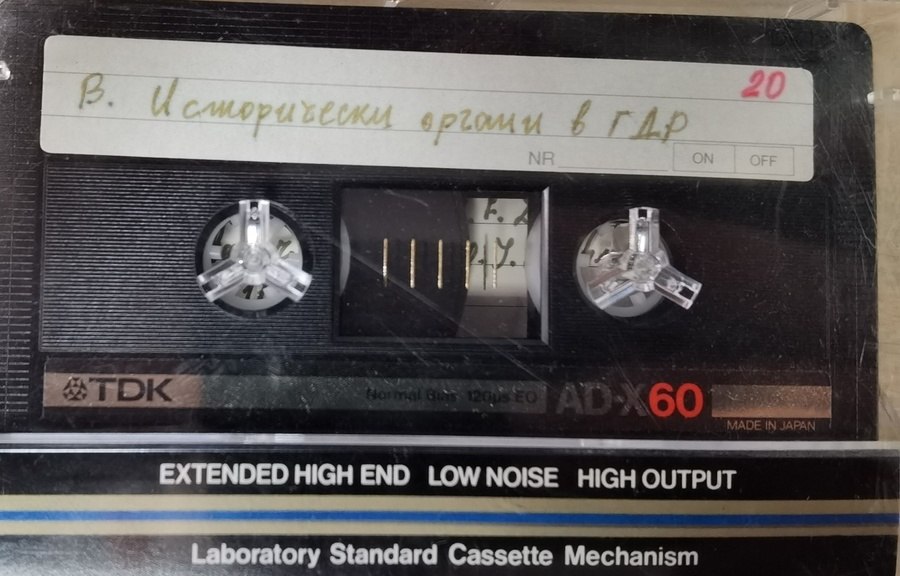 20
В. Исторически органи в ГДР
NR
ON OFF
TDK
Normal Bias 120µs EQ
AD-X60
MADE IN JAPAN
EXTENDED HIGH END LOW NOISE HIGH OUTPUT
Laboratory Standard Cassette Mechanism